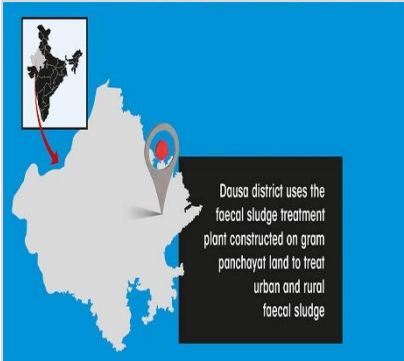 Dausa district uses the
faecal sludge treatment
plant constructed on gram
panchayat land to treat
urban and rural
faecal sludge